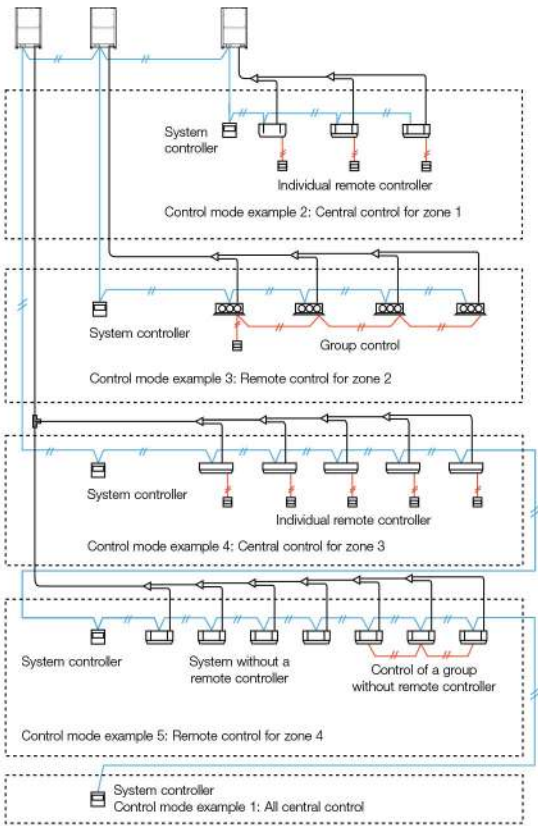 System
controller
Individual remote controller
Control mode example 2: Central control for zone 1
System controller
Group control
Control mode example 3: Remote control for zone 2
System controller
Individual remote controller
Control mode example 4: Central control for zone 3
System controller
System without a
remote controller
Control of a group
without remote controller
Control mode example 5: Remote control for zone 4
System controller
Control mode example 1: All central control